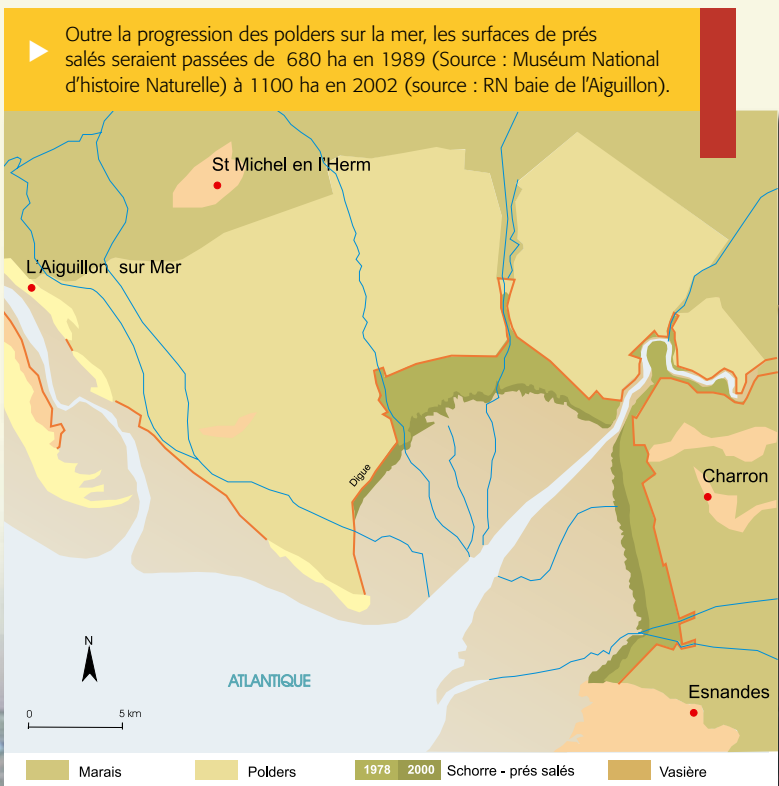 Outre la progression des polders sur la mer, les surfaces de prés
salés seraient passées de 680 ha en 1989 (Source : Muséum National
d'histoire Naturelle) à 1100 ha en 2002 (source : RN baie de l'Aiguillon).
St Michel en l'Herm
L'Aiguillon sur Mer
Digue
Charron
N
ATLANTIQUE
Esnandes
0 5 km
Marais Polders 1978 2000 Schorre - prés salés Vasière